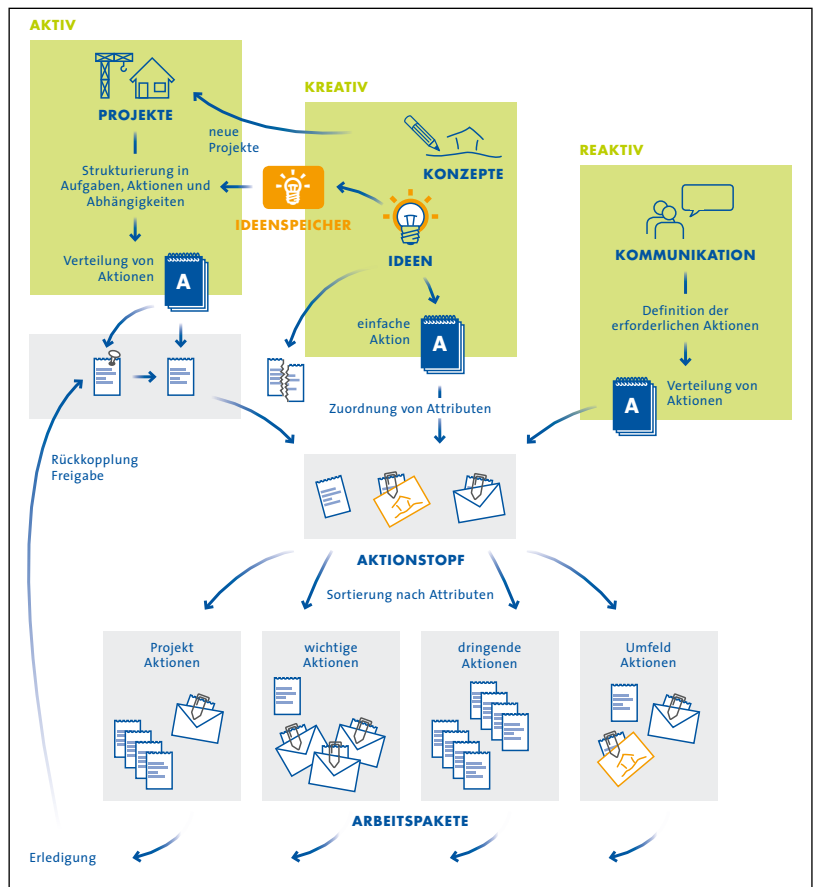 AKTIV
PROJEKTE
Strukturierung in
Aufgaben, Aktionen und
Abhängigkeiten
Verteilung von
Aktionen
A
neue
Projekte
KREATIV
KONZEPTE
IDEENSPEICHER
IDEEN
einfache
Aktion
A
Zuordnung von Attributen
REAKTIV
KOMMUNIKATION
Definition der
erforderlichen Aktionen
A
Verteilung von
Aktionen
Rückkopplung
Freigabe
AKTIONSTOPF
Sortierung nach Attributen
Projekt
Aktionen
wichtige
Aktionen
dringende
Aktionen
Umfeld
Aktionen
ARBEITSPAKETE
Erledigung